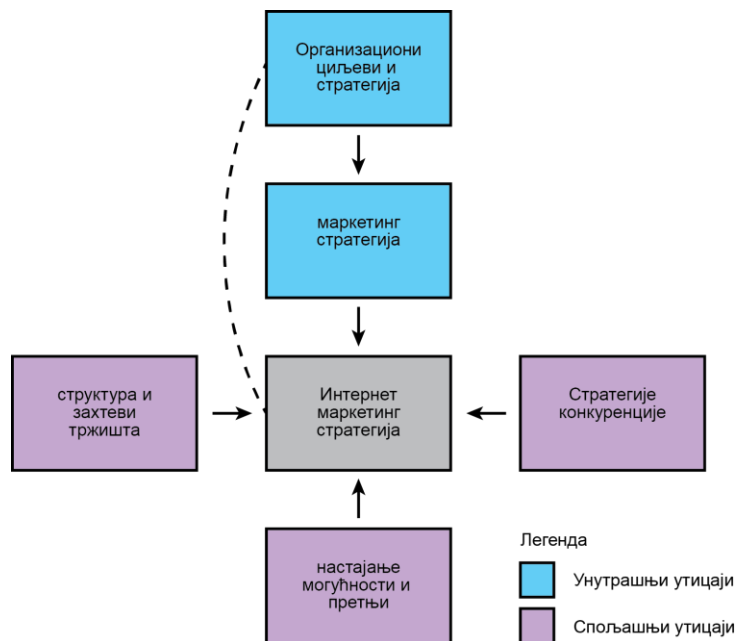 Организациони
циљеви и
стратегија
маркетинг
стратегија
структура и
захтеви
тржишта
Интернет
маркетинг
стратегија
Стратегије
конкуренције
настајање
могућности и
претњи
Легенда
Унутрашњи утицаји
Спољашњи утицаји